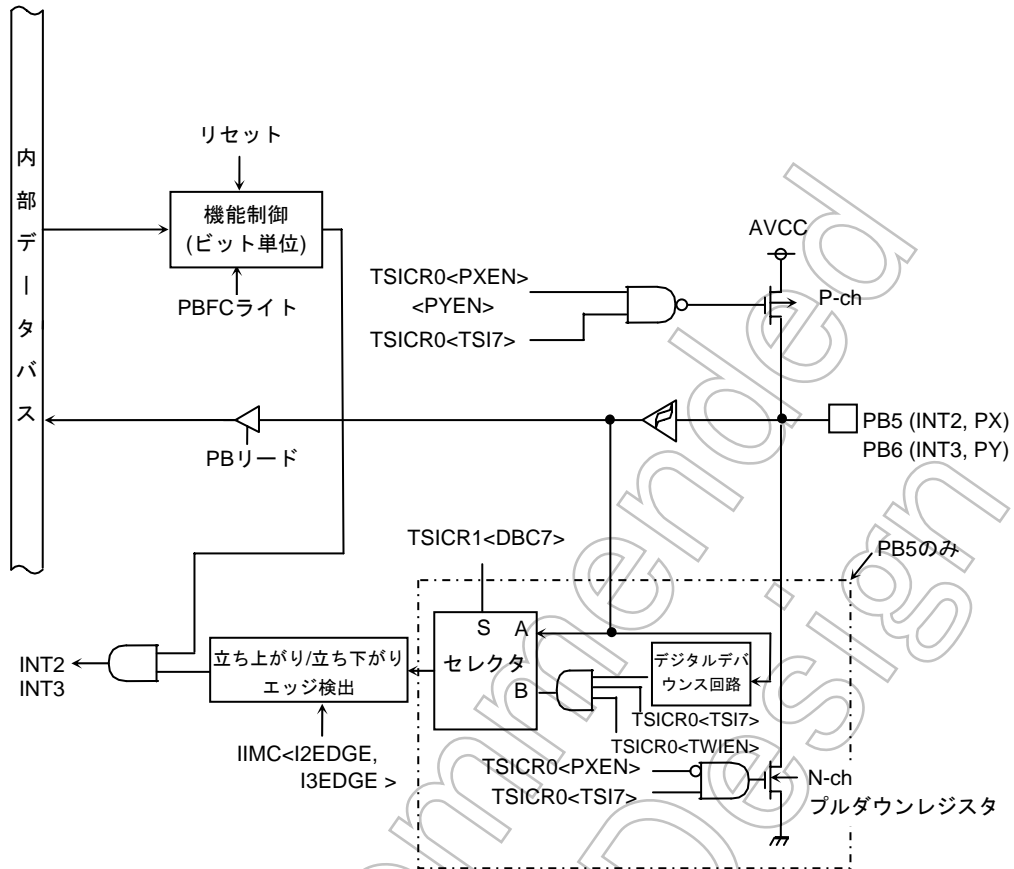 内部データバス
リセット
機能制御
(ビット単位)
PBFCライト
AVCC
TSICR0<PXEN>
<PYEN>
P-ch
TSICR0<TSI7>
PB5 (INT2, PX)
PB6 (INT3, PY)
PBリード
TSICR1<DBC7>
PB5のみ
S
A
セレクタ
B
デジタルデバ
ウンス回路
立ち上がり/立ち下がり
エッジ検出
INT2
INT3
TSICR0<TSI7>
TSICR0<TWIEN>
IIMC<I2EDGE,
I3EDGE >
TSICR0<PXEN>
TSICR0<TSI7>
N-ch
プルダウンレジスタ
mmended
Design